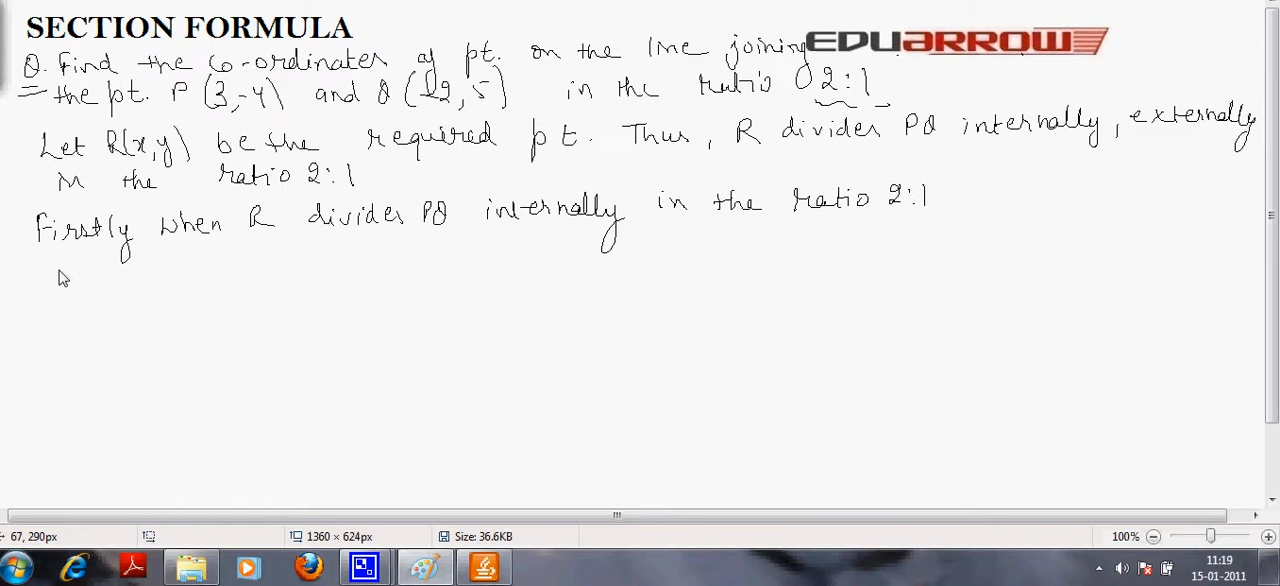 SECTION FORMULA
EDUARROW
Q. Find the co-ordinates of pt. on the line joining
the pt. P (3,-4) and Q (-2,5) in the ratio 2:1
Let R(x,y) be the required pt. Thus, R divides PQ internally, externally
in the ratio 2:1
Firstly when R divides PQ internally in the ratio 2:1
67, 290px
1360 × 624px
Size: 36.6KB
100%
11:19
15-01-2011